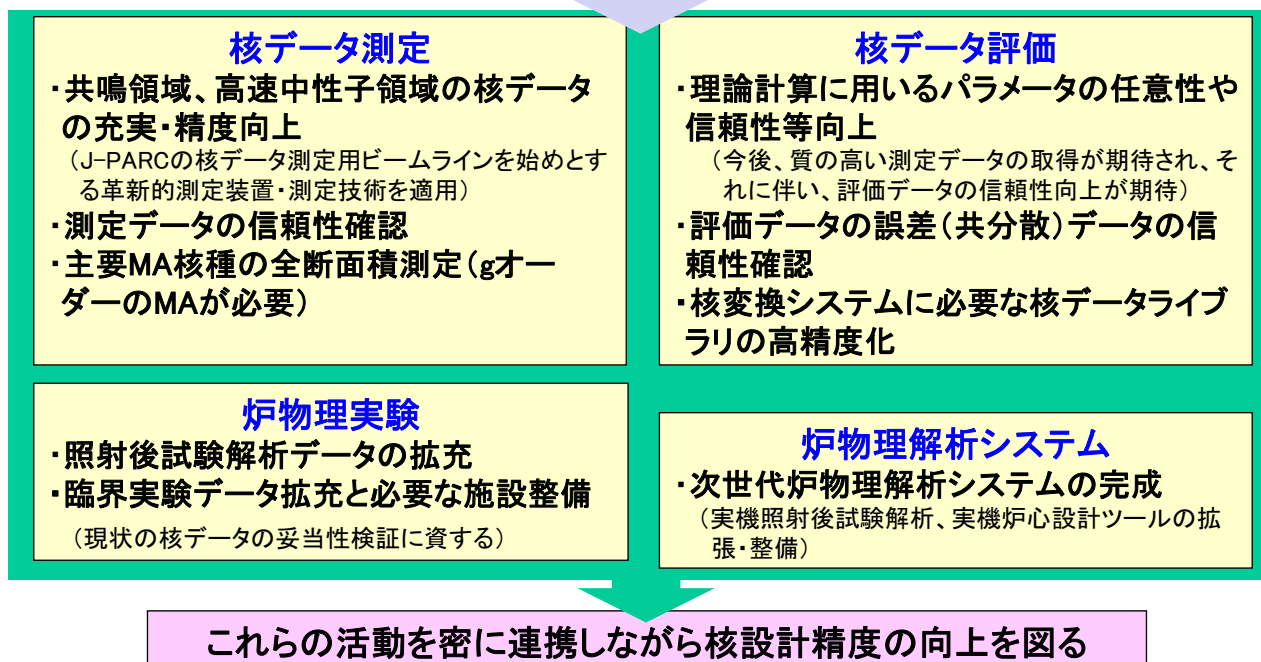 核データ測定
・共鳴領域、高速中性子領域の核データ
の充実・精度向上
（J-PARCの核データ測定用ビームラインを始めとす
る革新的測定装置・測定技術を適用）
・測定データの信頼性確認
・主要MA核種の全断面積測定（gオー
ダーのMAが必要）
核データ評価
・理論計算に用いるパラメータの任意性や
信頼性等向上
（今後、質の高い測定データの取得が期待され、そ
れに伴い、評価データの信頼性向上が期待）
・評価データの誤差（共分散）データの信
頼性確認
・核変換システムに必要な核データライブ
ラリの高精度化
炉物理実験
・照射後試験解析データの拡充
・臨界実験データ拡充と必要な施設整備
（現状の核データの妥当性検証に資する）
炉物理解析システム
・次世代炉物理解析システムの完成
（実機照射後試験解析、実機炉心設計ツールの拡
張・整備）
これらの活動を密に連携しながら核設計精度の向上を図る